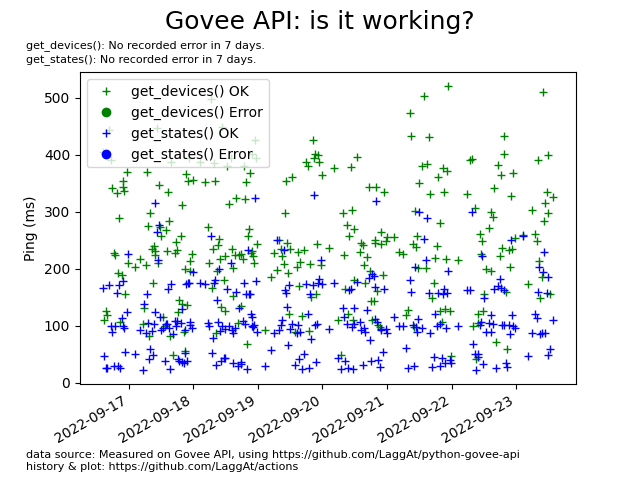 Govee API: is it working?
get_devices(): No recorded error in 7 days.
get_states(): No recorded error in 7 days.
get_devices() OK
get_devices() Error
get_states() OK
get_states() Error
Ping (ms)
500
400
300
200
100
0
2022-09-17
2022-09-18
2022-09-19
2022-09-20
2022-09-21
2022-09-22
2022-09-23
data source: Measured on Govee API, using https://github.com/LaggAt/python-govee-api
history & plot: https://github.com/LaggAt/actions